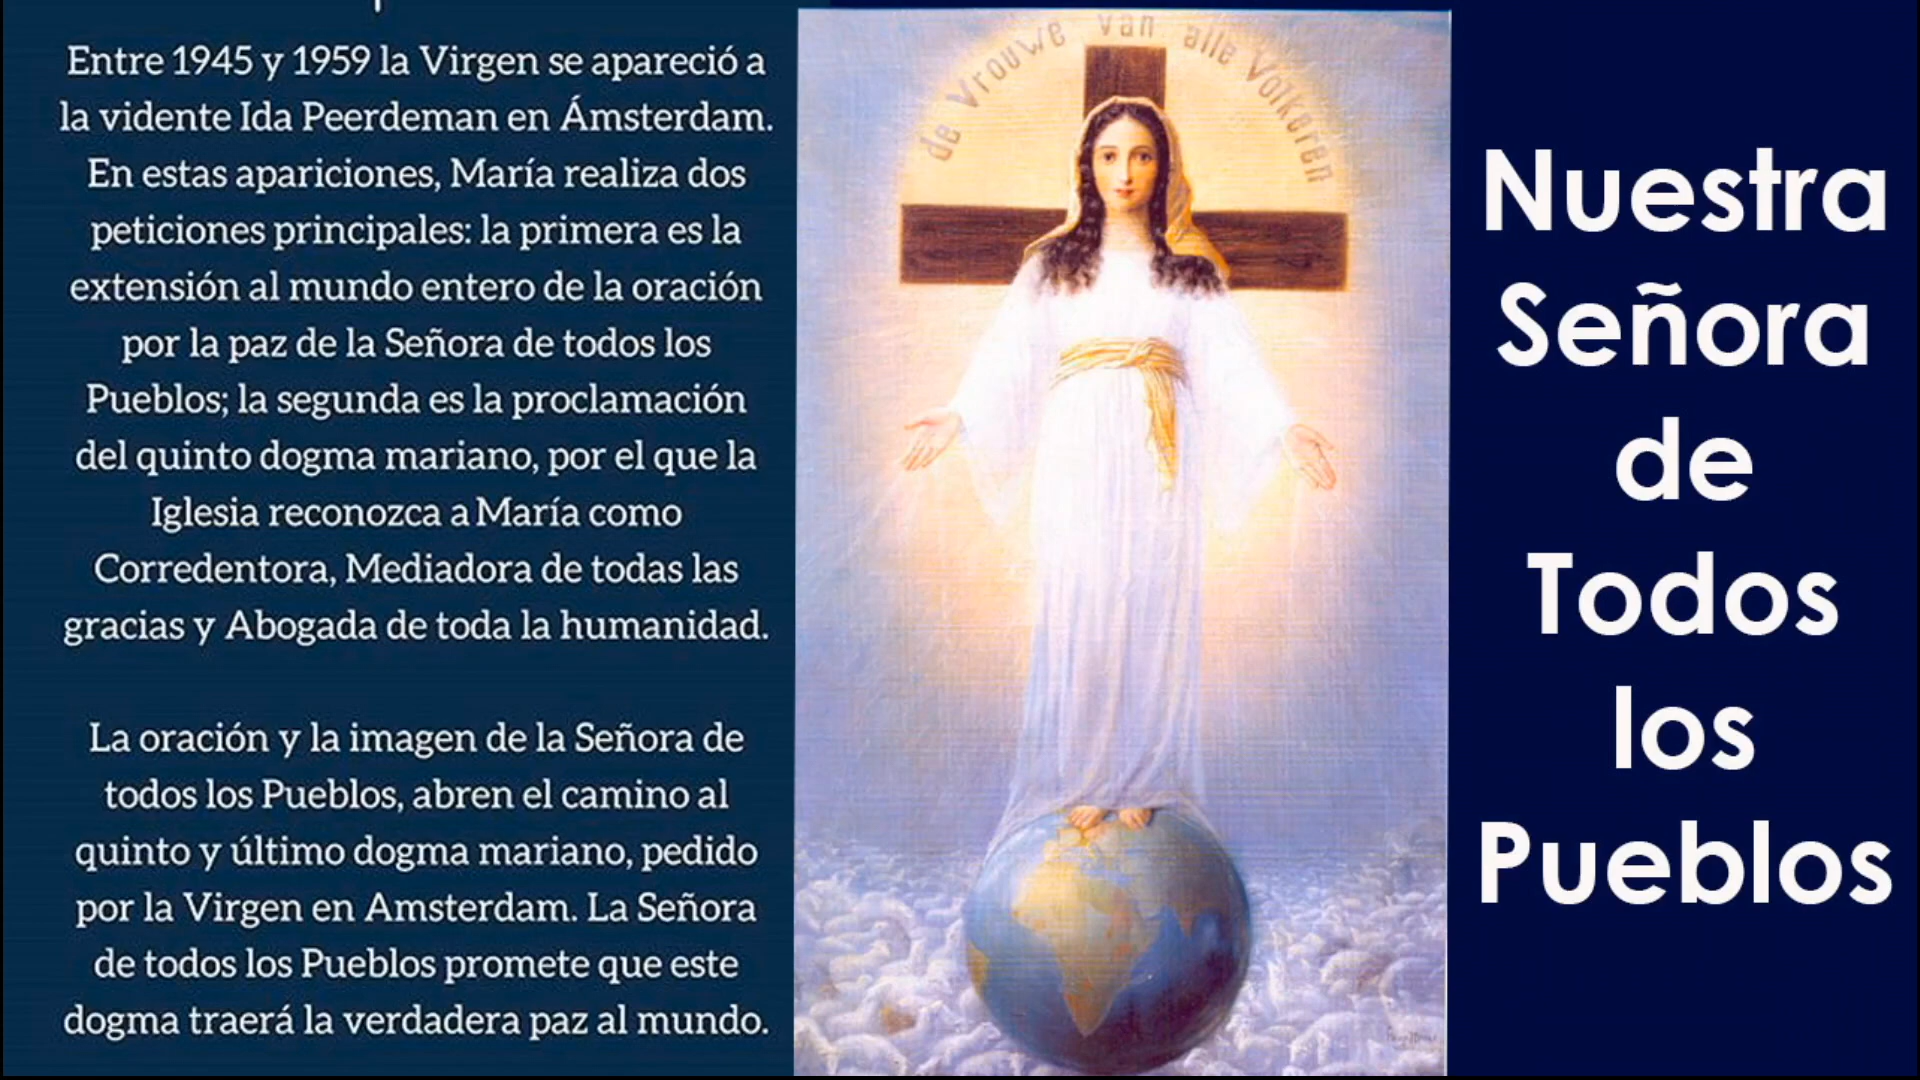 Entre 1945 y 1959 la Virgen se apareció a
la vidente Ida Peerdeman en Ámsterdam.
En estas apariciones, María realiza dos
peticiones principales: la primera es la
extensión al mundo entero de la oración
por la paz de la Señora de todos los
Pueblos; la segunda es la proclamación
del quinto dogma mariano, por el que la
Iglesia reconozca a María como
Corredentora, Mediadora de todas las
gracias y Abogada de toda la humanidad.
La oración y la imagen de la Señora de
todos los Pueblos, abren el camino al
quinto y último dogma mariano, pedido
por la Virgen en Amsterdam. La Señora
de todos los Pueblos promete que este
dogma traerá la verdadera paz al mundo.
de Vrouwe van alle Volkeren
Nuestra
Señora
de
Todos
los
Pueblos